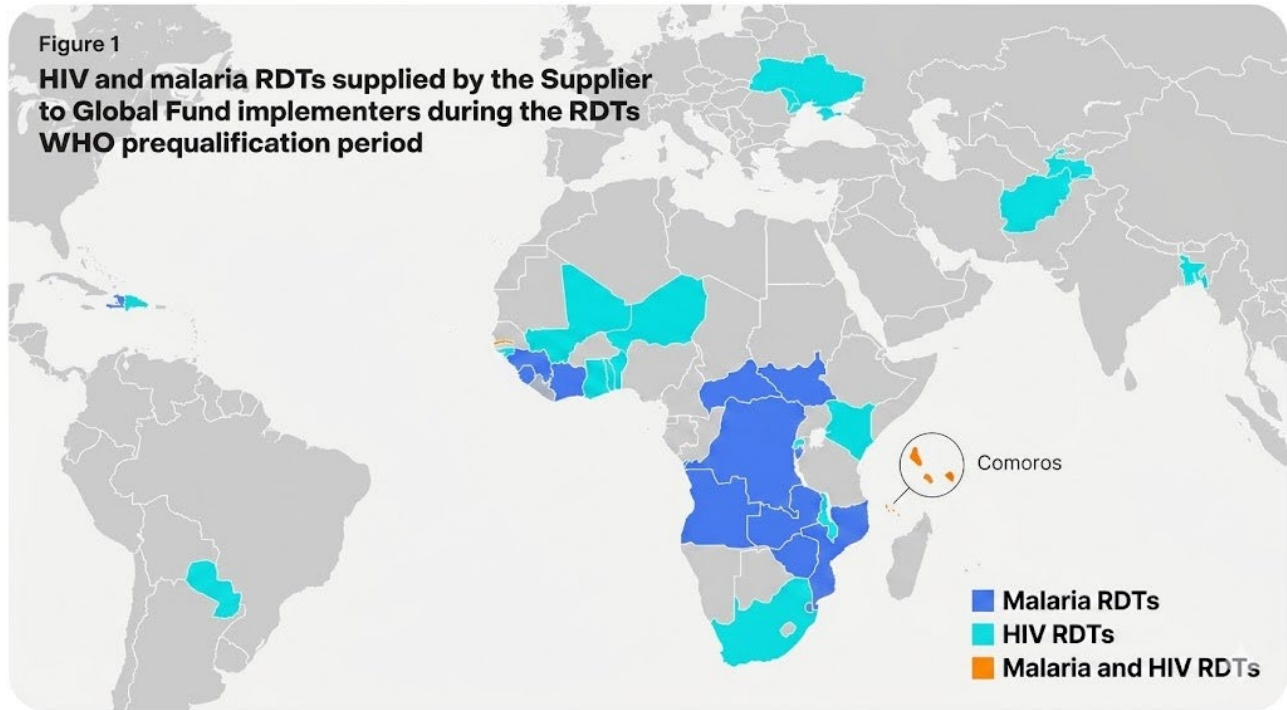 Figure 1
HIV and malaria RDTs supplied by the Supplier
to Global Fund implementers during the RDTs
WHO prequalification period
Comoros
Malaria RDTs
HIV RDTs
Malaria and HIV RDTs